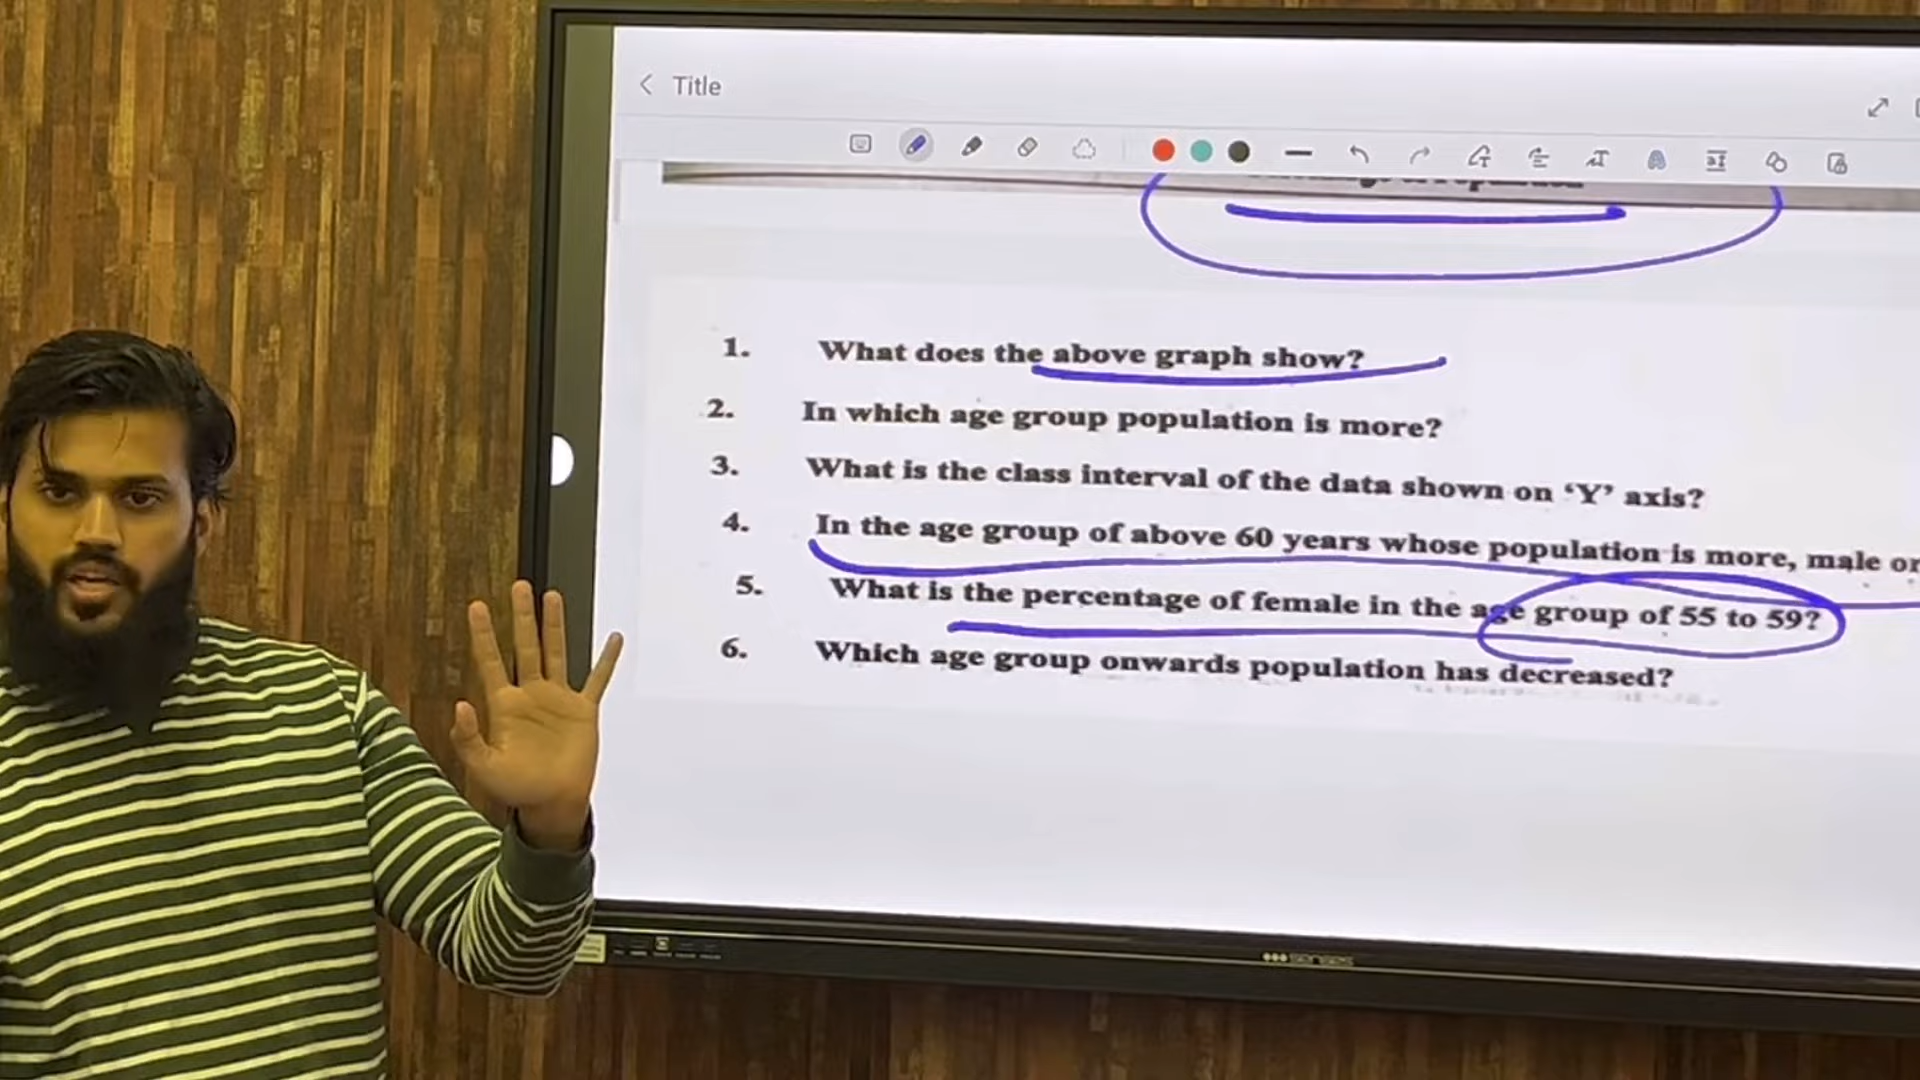 Title
1. What does the above graph show?
2. In which age group population is more?
3. What is the class interval of the data shown on ‘Y’ axis?
4. In the age group of above 60 years whose population is more, male or
5. What is the percentage of female in the age group of 55 to 59?
6. Which age group onwards population has decreased?